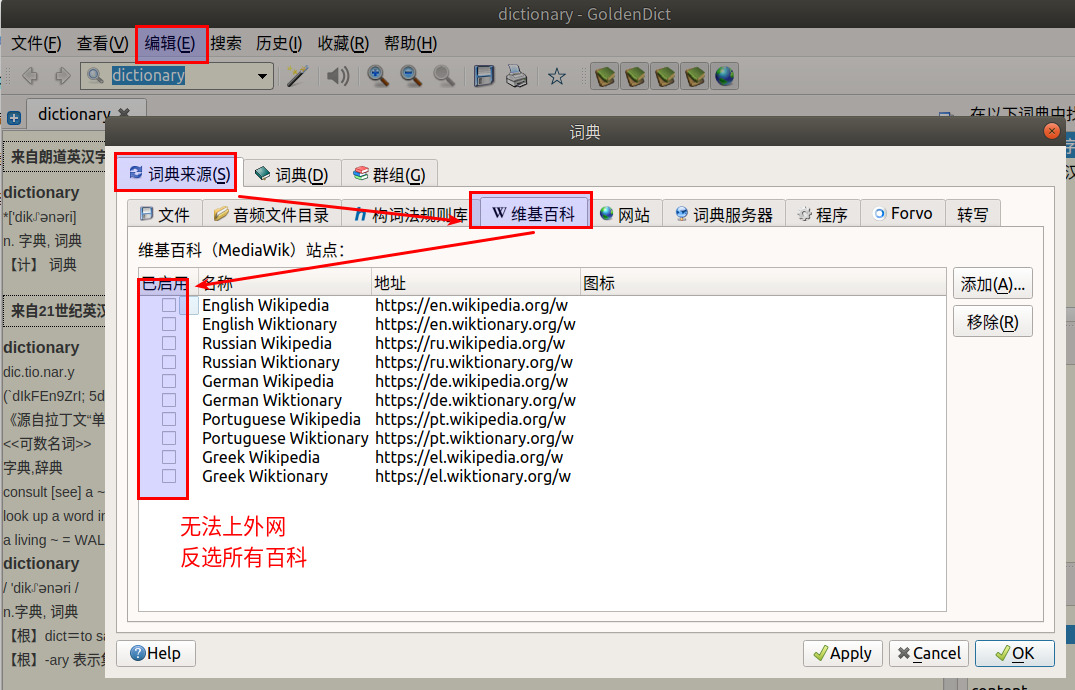 dictionary - GoldenDict
文件(F) 查看(V) 编辑(E) 搜索 历史(I) 收藏(R) 帮助(H)
dictionary
dictionary
在以下词典中找
词典
来自朗道英汉字
词典来源(S) 词典(D) 群组(G)
dictionary
文件 音频文件目录 构词法规则库 W 维基百科 网站 词典服务器 程序 Forvo 转写
n. 字典, 词典
维基百科（MediaWik）站点：
【计】 词典
已启用 名称 地址 图标
添加(A)...
来自21世纪英汉
English Wikipedia https://en.wikipedia.org/w
移除(R)
English Wiktionary https://en.wiktionary.org/w
dictionary
Russian Wikipedia https://ru.wikipedia.org/w
dic.tio.nar.y
Russian Wiktionary https://ru.wiktionary.org/w
(`dIkFEn9ZrI; 5d
German Wikipedia https://de.wikipedia.org/w
German Wiktionary https://de.wiktionary.org/w
《源自拉丁文“单
Portuguese Wikipedia https://pt.wikipedia.org/w
<<可数名词>>
Portuguese Wiktionary https://pt.wiktionary.org/w
字典,辞典
Greek Wikipedia https://el.wikipedia.org/w
Greek Wiktionary https://el.wiktionary.org/w
consult [see] a ~
look up a word in
无法上外网
a living ~ = WAL
反选所有百科
dictionary
n.字典, 词典
【根】dict＝to sa
【根】-ary 表示集
Help Apply Cancel OK
content